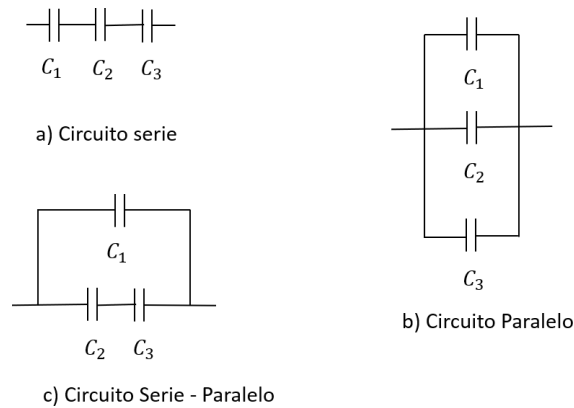 C₁ C₂ C₃
a) Circuito serie
C₁
C₂
C₃
b) Circuito Paralelo
C₁
C₂ C₃
c) Circuito Serie - Paralelo